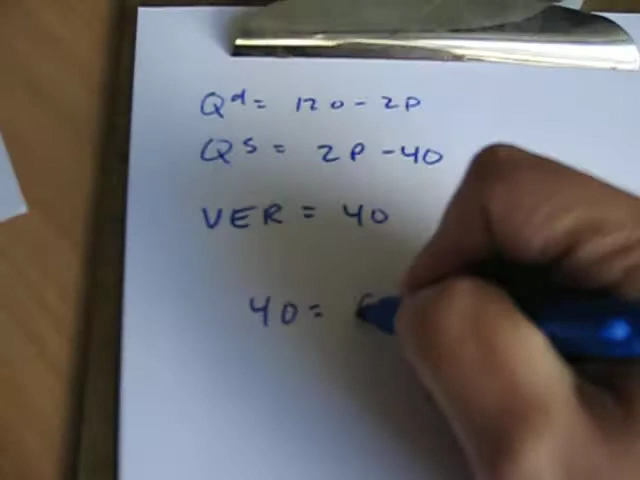 Qd = 120 - 2P
Qs = 2P - 40
VER = 40
40 =